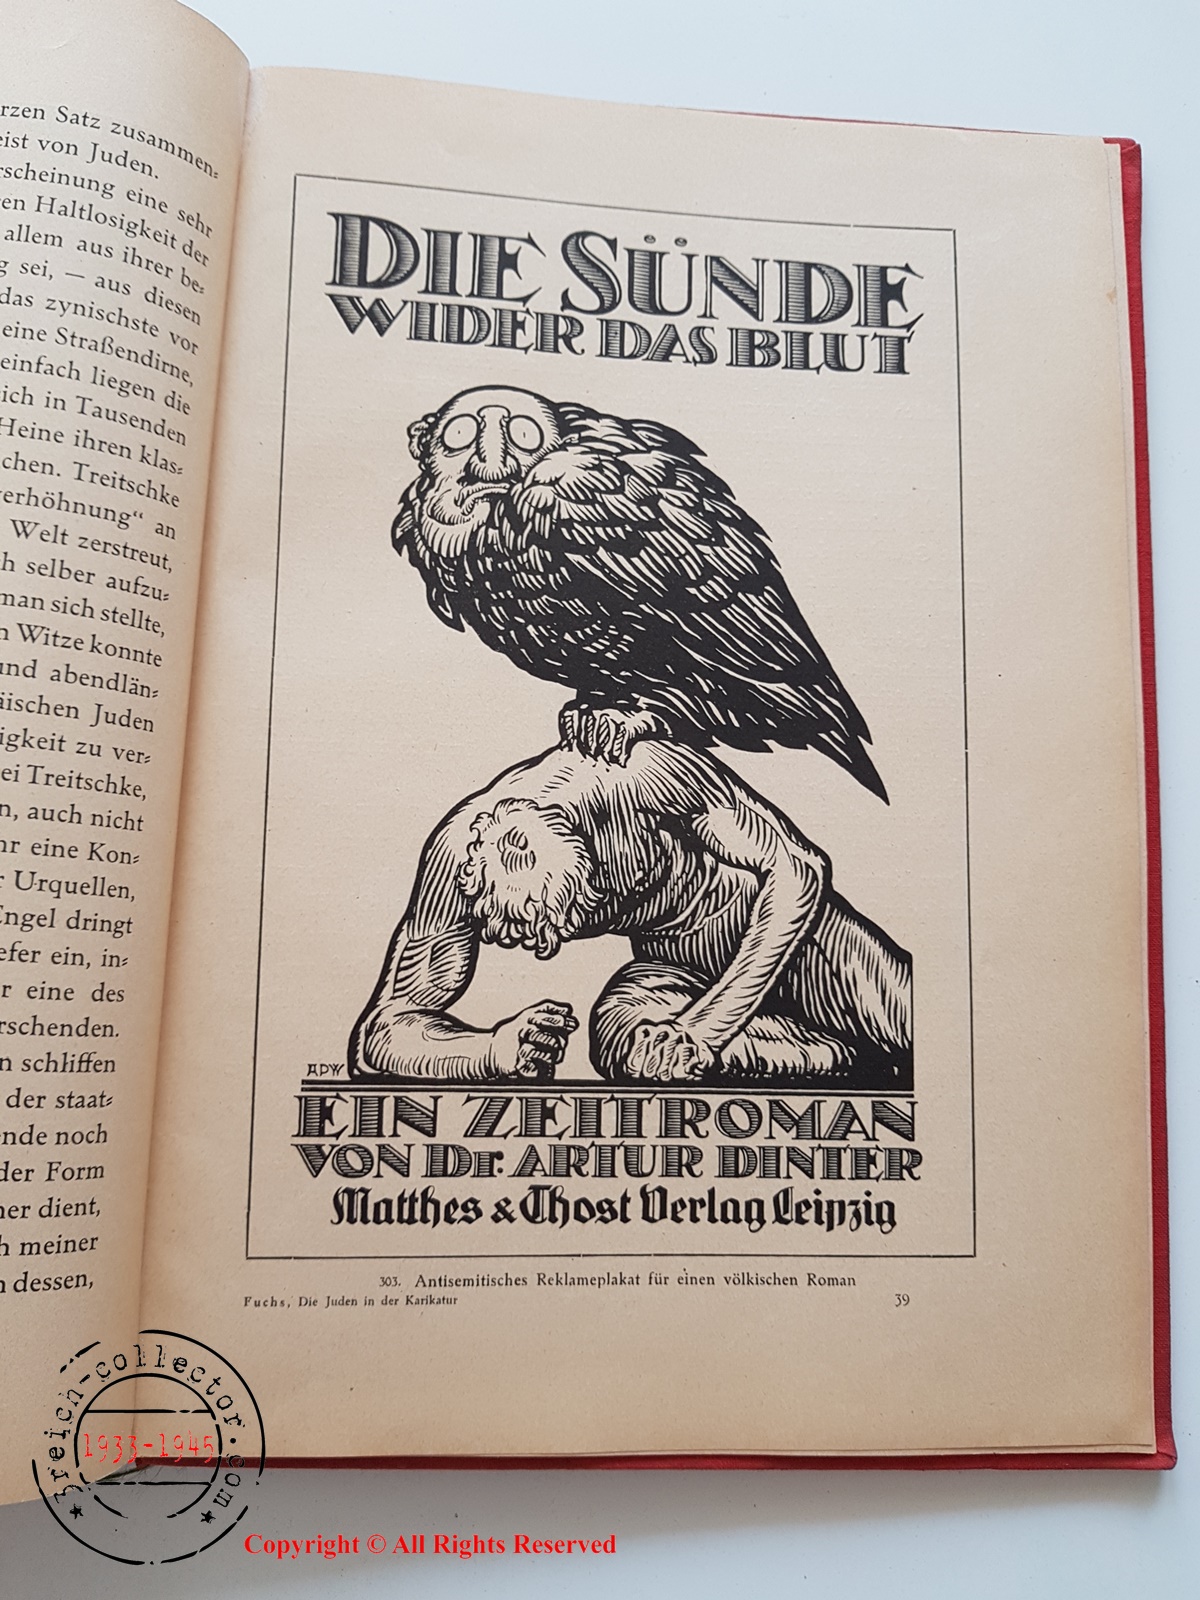 rzen Satz zusammen⸗
eist von Juden.
rscheinung eine sehr
ren Haltlosigkeit der
allem aus ihrer be⸗
g sei, — aus diesen
das zynischste vor
eine Straßendirne,
einfach liegen die
sich in Tausenden
Heine ihren klas⸗
chen. Treitschke
verhöhnung“ an
Welt zerstreut,
ch selber aufzu⸗
man sich stellte,
n Witze konnte
und abendlän⸗
äischen Juden
igkeit zu ver⸗
ei Treitschke,
n, auch nicht
hr eine Kon⸗
r Urquellen,
Engel dringt
efer ein, in⸗
r eine des
rschenden.
n schliffen
der staat⸗
ende noch
der Form
ner dient,
h meiner
n dessen,
DIE SÜNDE
WIDER DAS BLUT
ADW
EIN ZEITROMAN
VON Dr. ARTUR DINTER
Matthes & Thost Verlag Leipzig
303. Antisemitisches Reklameplakat für einen völkischen Roman
Fuchs, Die Juden in der Karikatur
39
3reich-collector.com
1933-1945
Copyright © All Rights Reserved